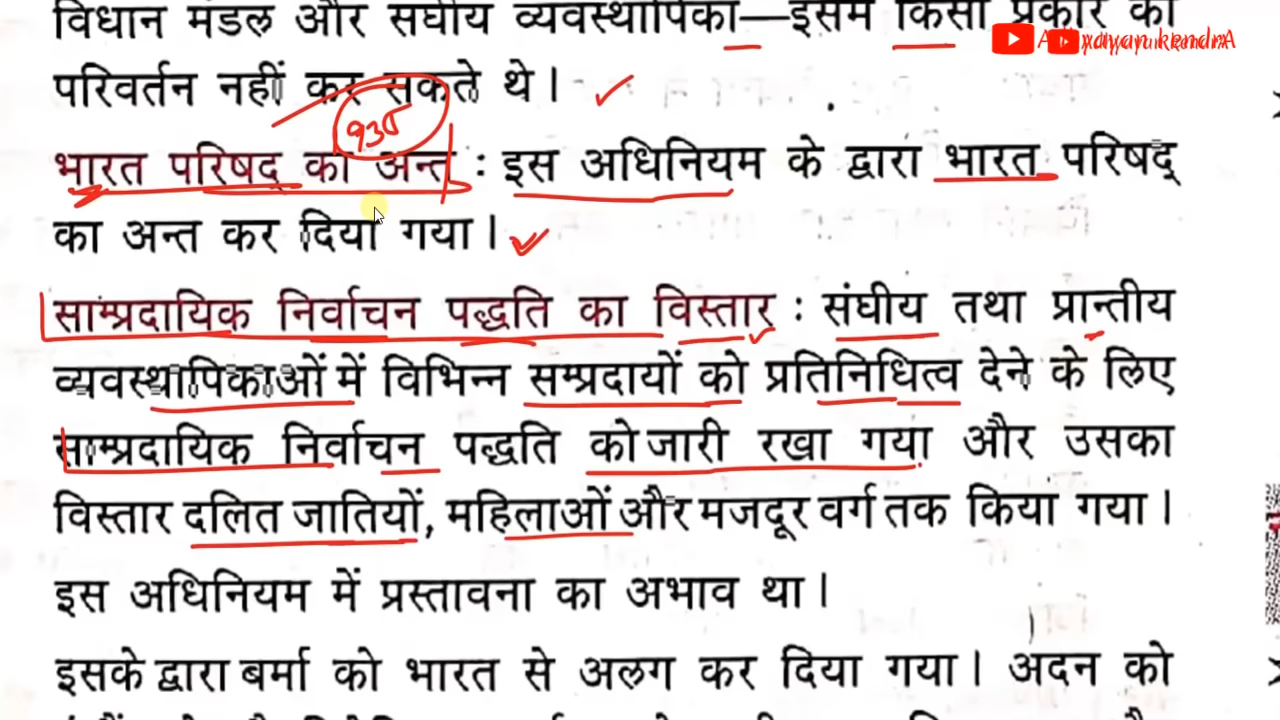 विधान मंडल और संघीय व्यवस्थापिका—इसमें किसी प्रकार का
परिवर्तन नहीं कर सकते थे।
935
भारत परिषद् का अन्त : इस अधिनियम के द्वारा भारत परिषद्
का अन्त कर दिया गया।
साम्प्रदायिक निर्वाचन पद्धति का विस्तार : संघीय तथा प्रान्तीय
व्यवस्थापिकाओं में विभिन्न सम्प्रदायों को प्रतिनिधित्व देने के लिए
साम्प्रदायिक निर्वाचन पद्धति को जारी रखा गया और उसका
विस्तार दलित जातियों, महिलाओं और मजदूर वर्ग तक किया गया।
इस अधिनियम में प्रस्तावना का अभाव था।
इसके द्वारा बर्मा को भारत से अलग कर दिया गया। अदन को